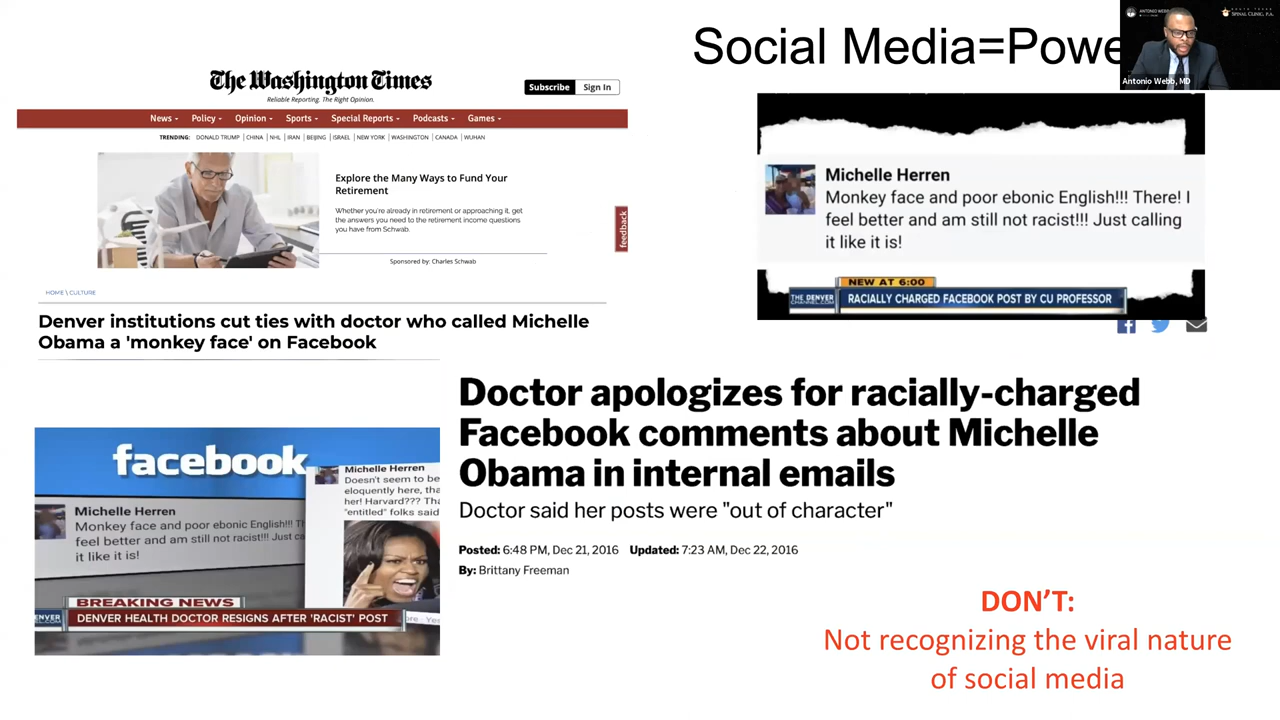 Social Media=Powe
ANTONIO WEBB
SPINAL CLINIC, P.A.
Antonio Webb, MD
The Washington Times
Reliable Reporting. The Right Opinion.
Subscribe
Sign In
News
Policy
Opinion
Sports
Special Reports
Podcasts
Games
TRENDING: DONALD TRUMP | CHINA | NHL | IRAN | BEIJING | ISRAEL | NEW YORK | WASHINGTON | CANADA | WUHAN
Explore the Many Ways to Fund Your
Retirement
Whether you're already in retirement or approaching it, get
the answers you need to the retirement income questions
you have from Schwab.
Sponsored by: Charles Schwab
feedback
HOME \ CULTURE
Denver institutions cut ties with doctor who called Michelle
Obama a 'monkey face' on Facebook
Michelle Herren
Monkey face and poor ebonic English!!! There! I
feel better and am still not racist!!! Just calling
it like it is!
NEW AT 6:00
THE DENVER
CHANNEL.COM
RACIALLY CHARGED FACEBOOK POST BY CU PROFESSOR
Doctor apologizes for racially-charged
Facebook comments about Michelle
Obama in internal emails
Doctor said her posts were "out of character"
Posted: 6:48 PM, Dec 21, 2016 Updated: 7:23 AM, Dec 22, 2016
By: Brittany Freeman
facebook
Michelle Herren
Monkey face and poor ebonic English!!! T
feel better and am still not racist!!! Just ca
it like it is!
Michelle Herren
Doesn't seem to be
eloquently here, tha
her! Harvard??? Tha
"entitled" folks said
BREAKING NEWS
ENVER
DENVER HEALTH DOCTOR RESIGNS AFTER 'RACIST' POST
DON'T:
Not recognizing the viral nature
of social media